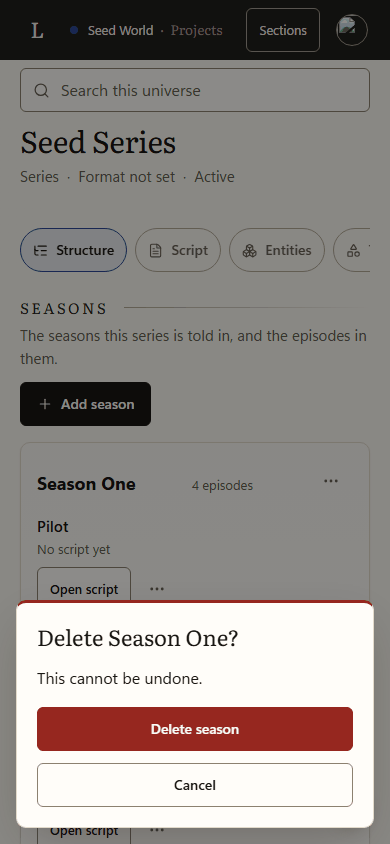 L
Seed World · Projects
Sections
Search this universe
Seed Series
Series · Format not set · Active
Structure
Script
Entities
SEASONS
The seasons this series is told in, and the episodes in
them.
Add season
Season One
4 episodes
Pilot
No script yet
Open script
Delete Season One?
This cannot be undone.
Delete season
Cancel
Open script